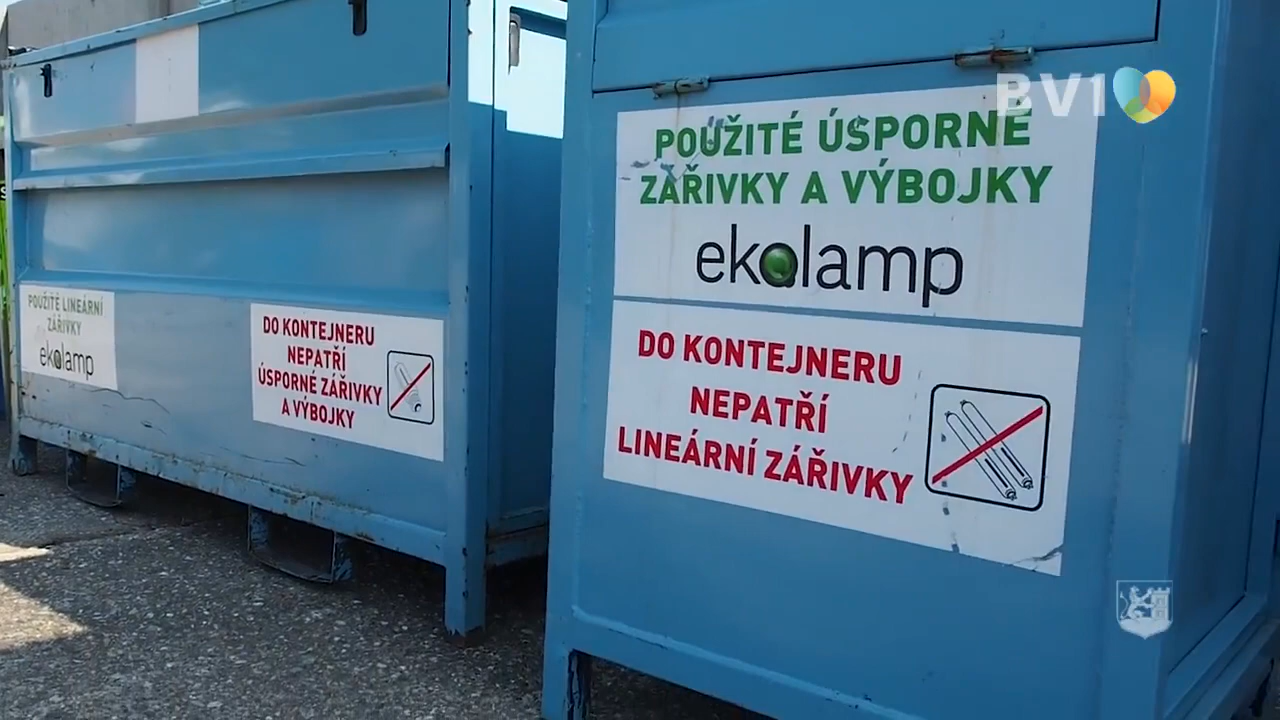 BV1
POUŽITÉ ÚSPORNÉ
ZÁŘIVKY A VÝBOJKY
ekolamp
DO KONTEJNERU
NEPATŘÍ
LINEÁRNÍ ZÁŘIVKY
POUŽITÉ LINEÁRNÍ
ZÁŘIVKY
ekolamp
DO KONTEJNERU
NEPATŘÍ
ÚSPORNÉ ZÁŘIVKY
A VÝBOJKY